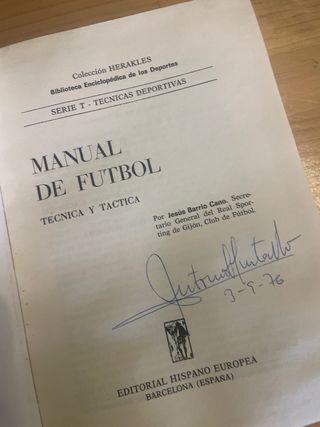 Colección HERAKLES
Biblioteca Enciclopédica de los Deportes
SERIE T - TECNICAS DEPORTIVAS
MANUAL
DE FUTBOL
TECNICA Y TACTICA
Por Jesús Barrio Cano. Secre-
tario General del Real Spor-
ting de Gijón, Club de Fútbol.
Antonio
3-9-76
EDITORIAL HISPANO EUROPEA
BARCELONA (ESPAÑA)